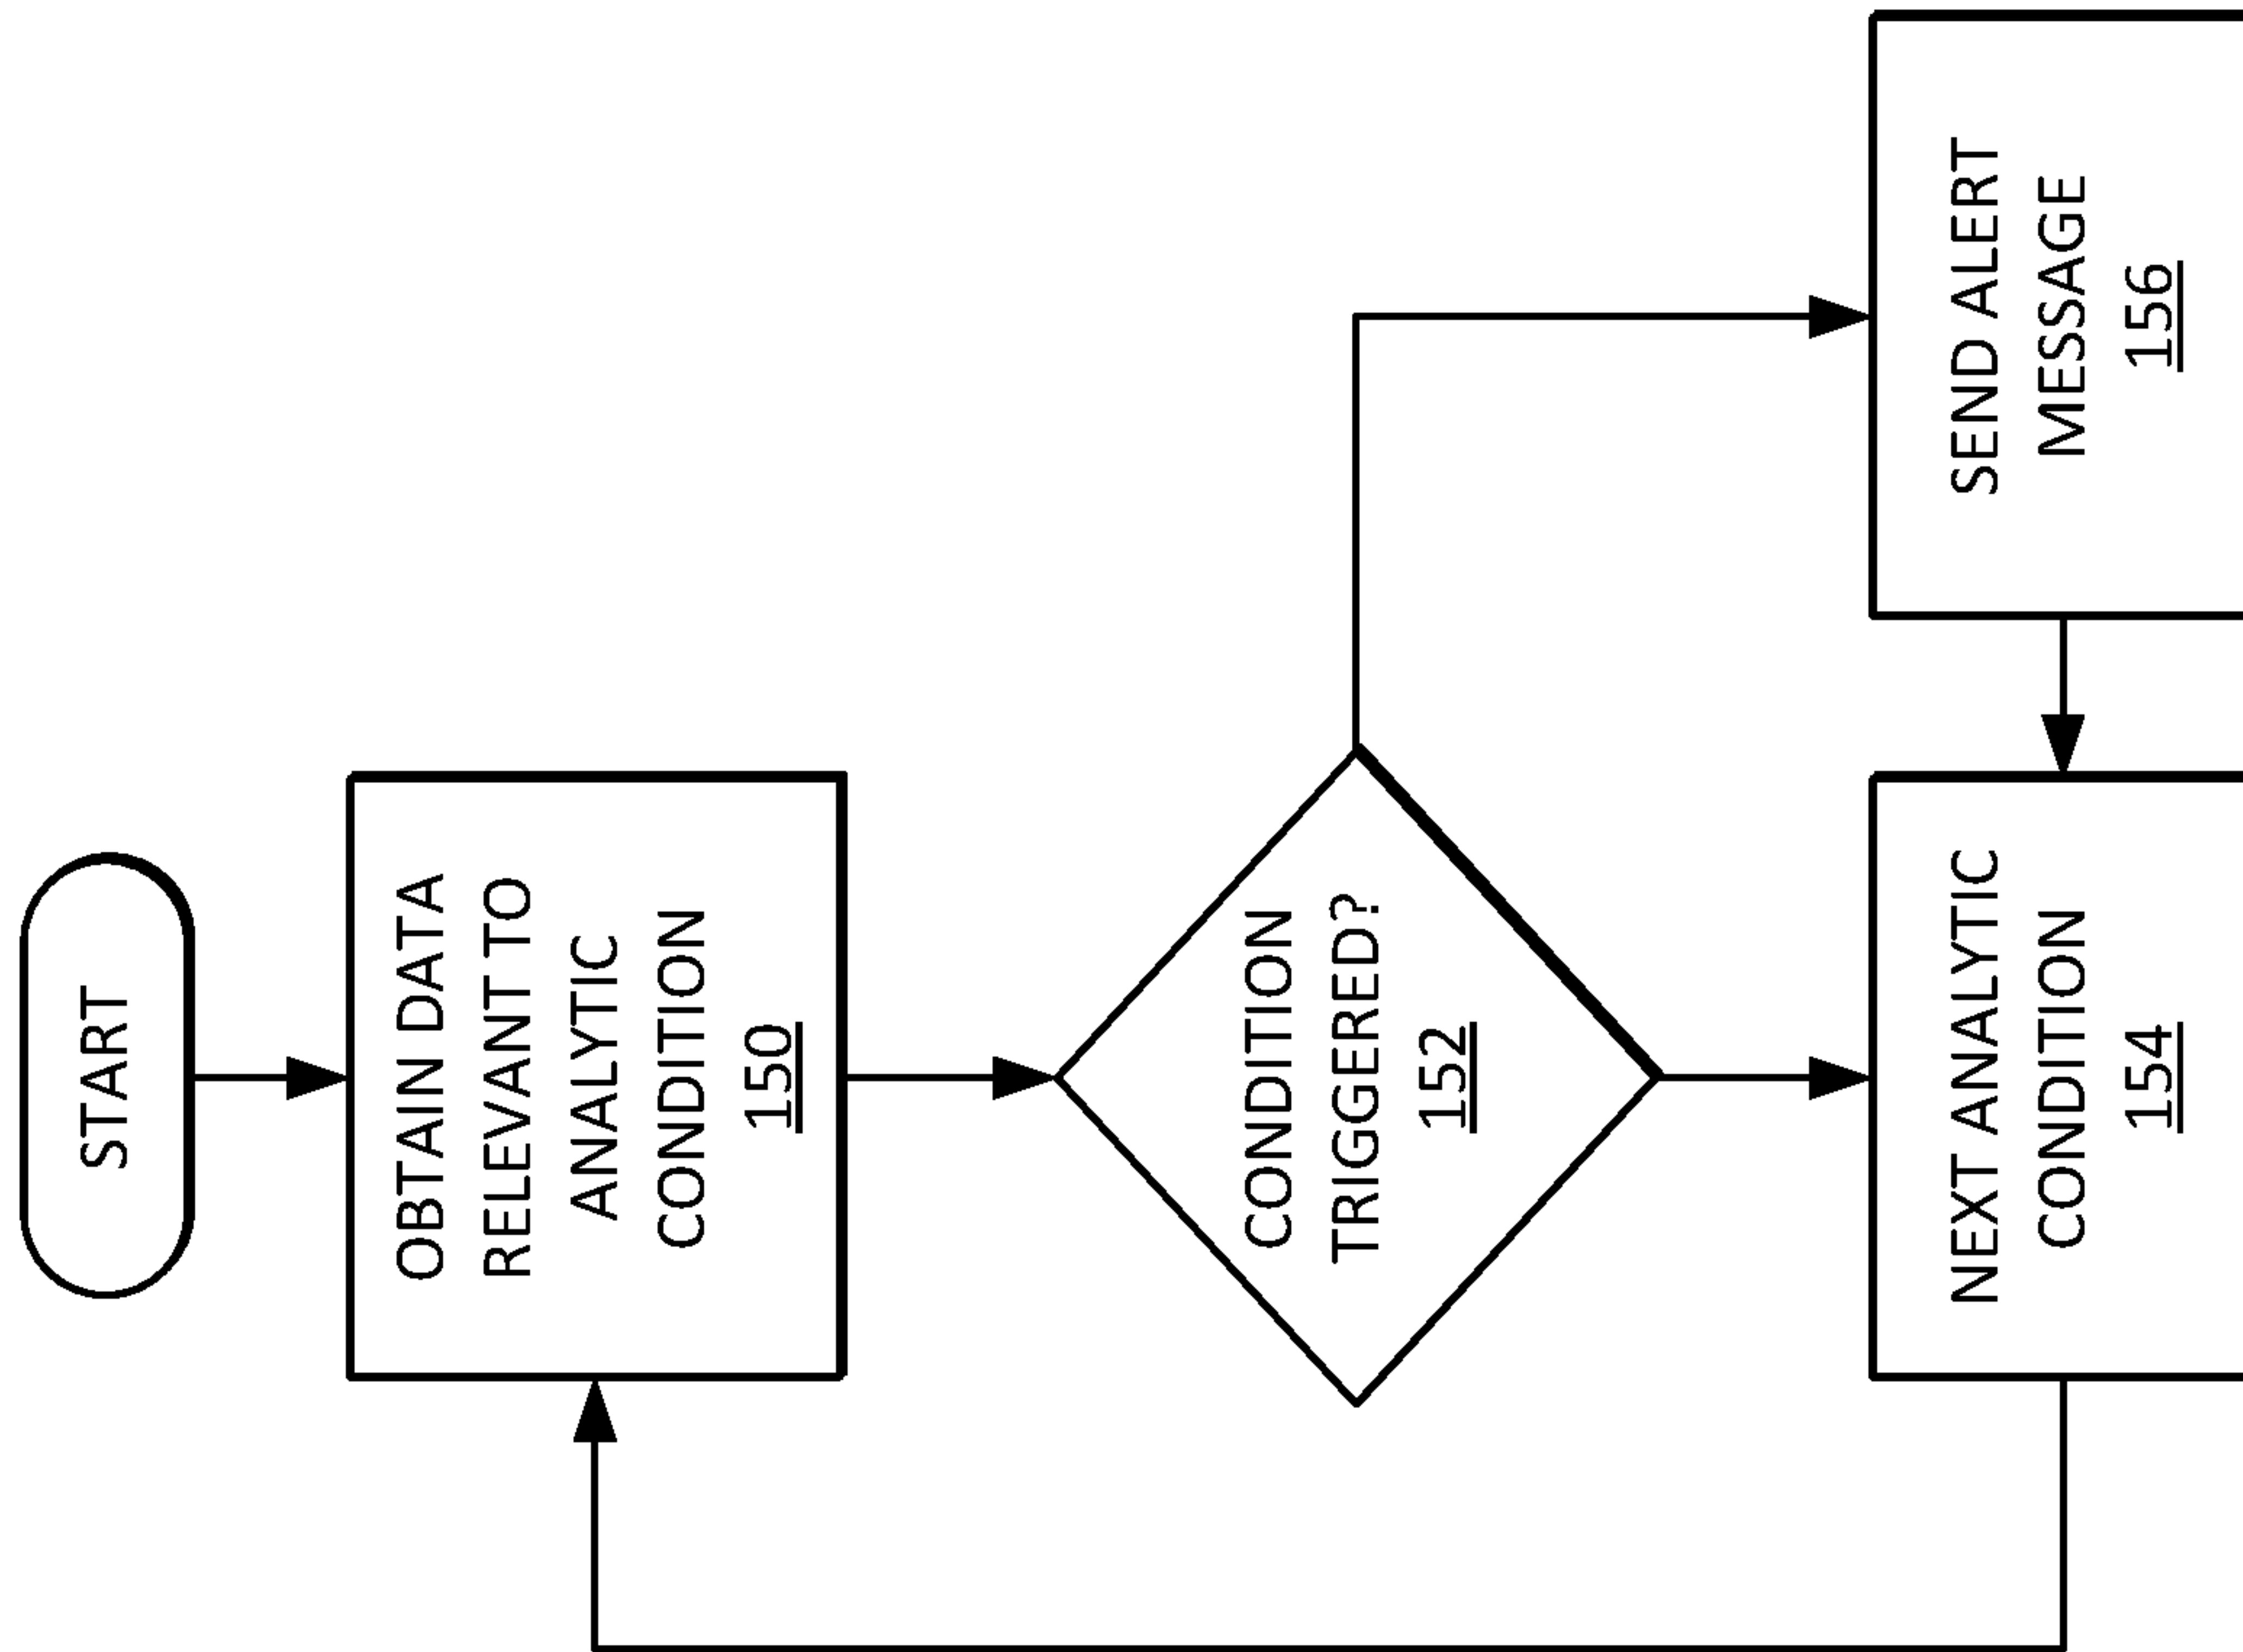 START
OBTAIN DATA
RELEVANT TO
ANALYTIC
CONDITION
150
CONDITION
TRIGGERED?
152
NEXT ANALYTIC
CONDITION
154
SEND ALERT
MESSAGE
156